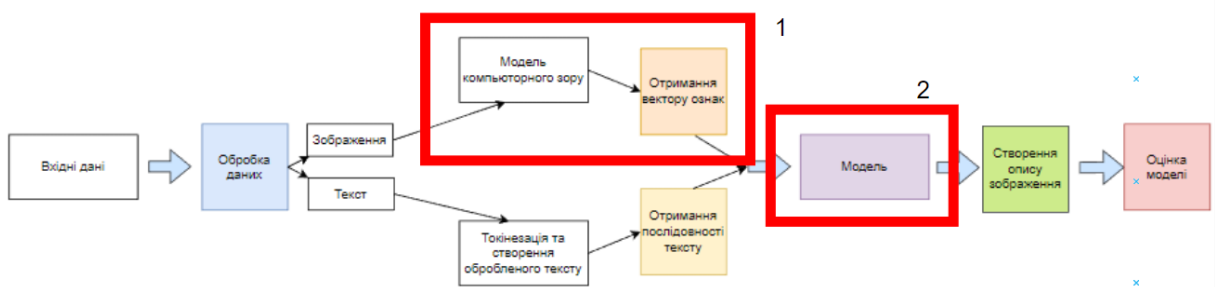 1
Модель
компьюторного зору
Отримання
вектору ознак
2
Зображення
Вхідні дані
Обробка
даних
Модель
Створення
опису
зображення
Оцінка
моделі
Текст
Токінезація та
створення
обробленого тексту
Отримання
послідовності
тексту